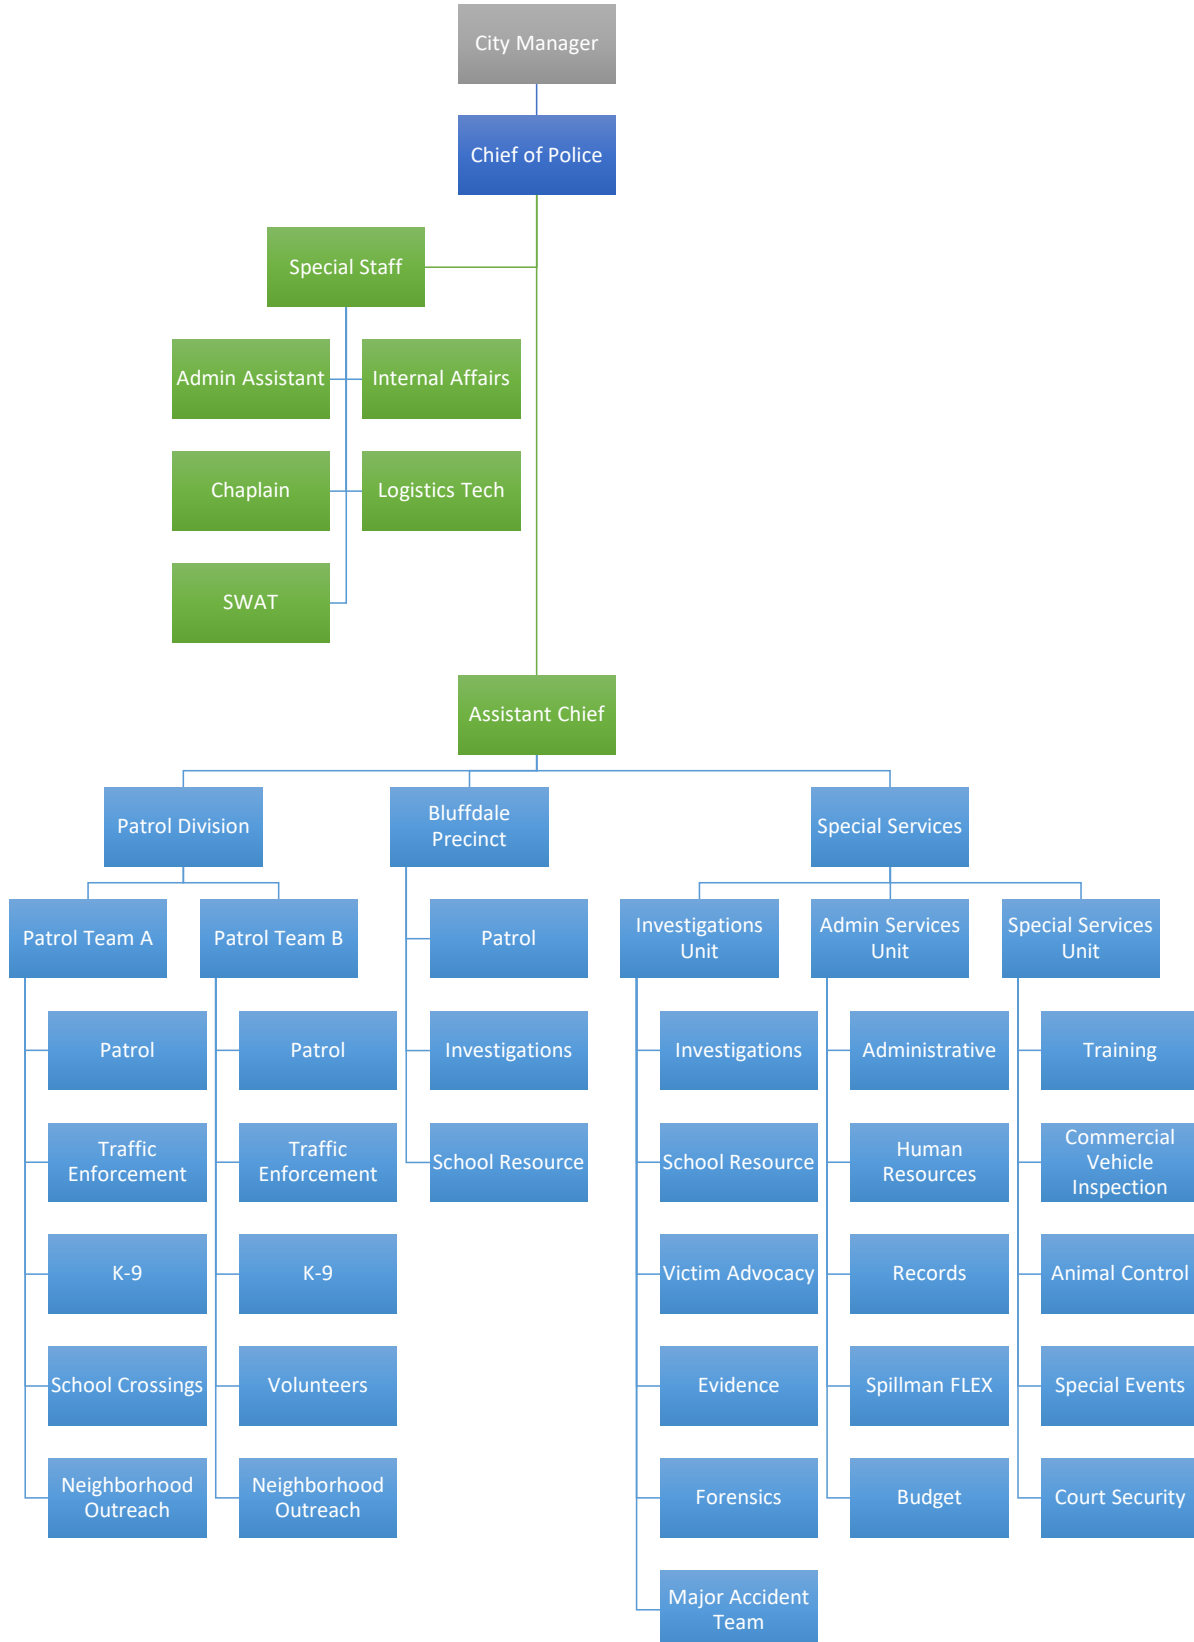 City Manager
Chief of Police
Special Staff
Admin Assistant
Internal Affairs
Chaplain
Logistics Tech
SWAT
Assistant Chief
Patrol Division
Bluffdale
Precinct
Special Services
Patrol Team A
Patrol Team B
Patrol
Investigations
Unit
Admin Services
Unit
Special Services
Unit
Patrol
Patrol
Investigations
Investigations
Administrative
Training
Traffic
Enforcement
Traffic
Enforcement
School Resource
School Resource
Human
Resources
Commercial
Vehicle
Inspection
K-9
K-9
Victim Advocacy
Records
Animal Control
School Crossings
Volunteers
Evidence
Spillman FLEX
Special Events
Neighborhood
Outreach
Neighborhood
Outreach
Forensics
Budget
Court Security
Major Accident
Team